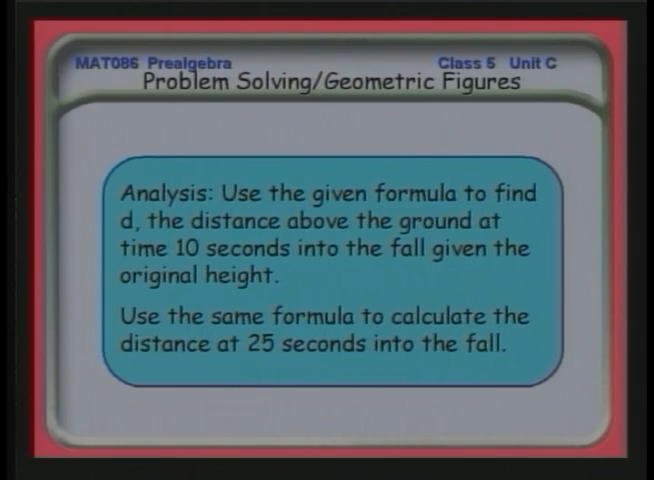 MAT086 Prealgebra Class 5 Unit C
Problem Solving/Geometric Figures
Analysis: Use the given formula to find
d, the distance above the ground at
time 10 seconds into the fall given the
original height.
Use the same formula to calculate the
distance at 25 seconds into the fall.